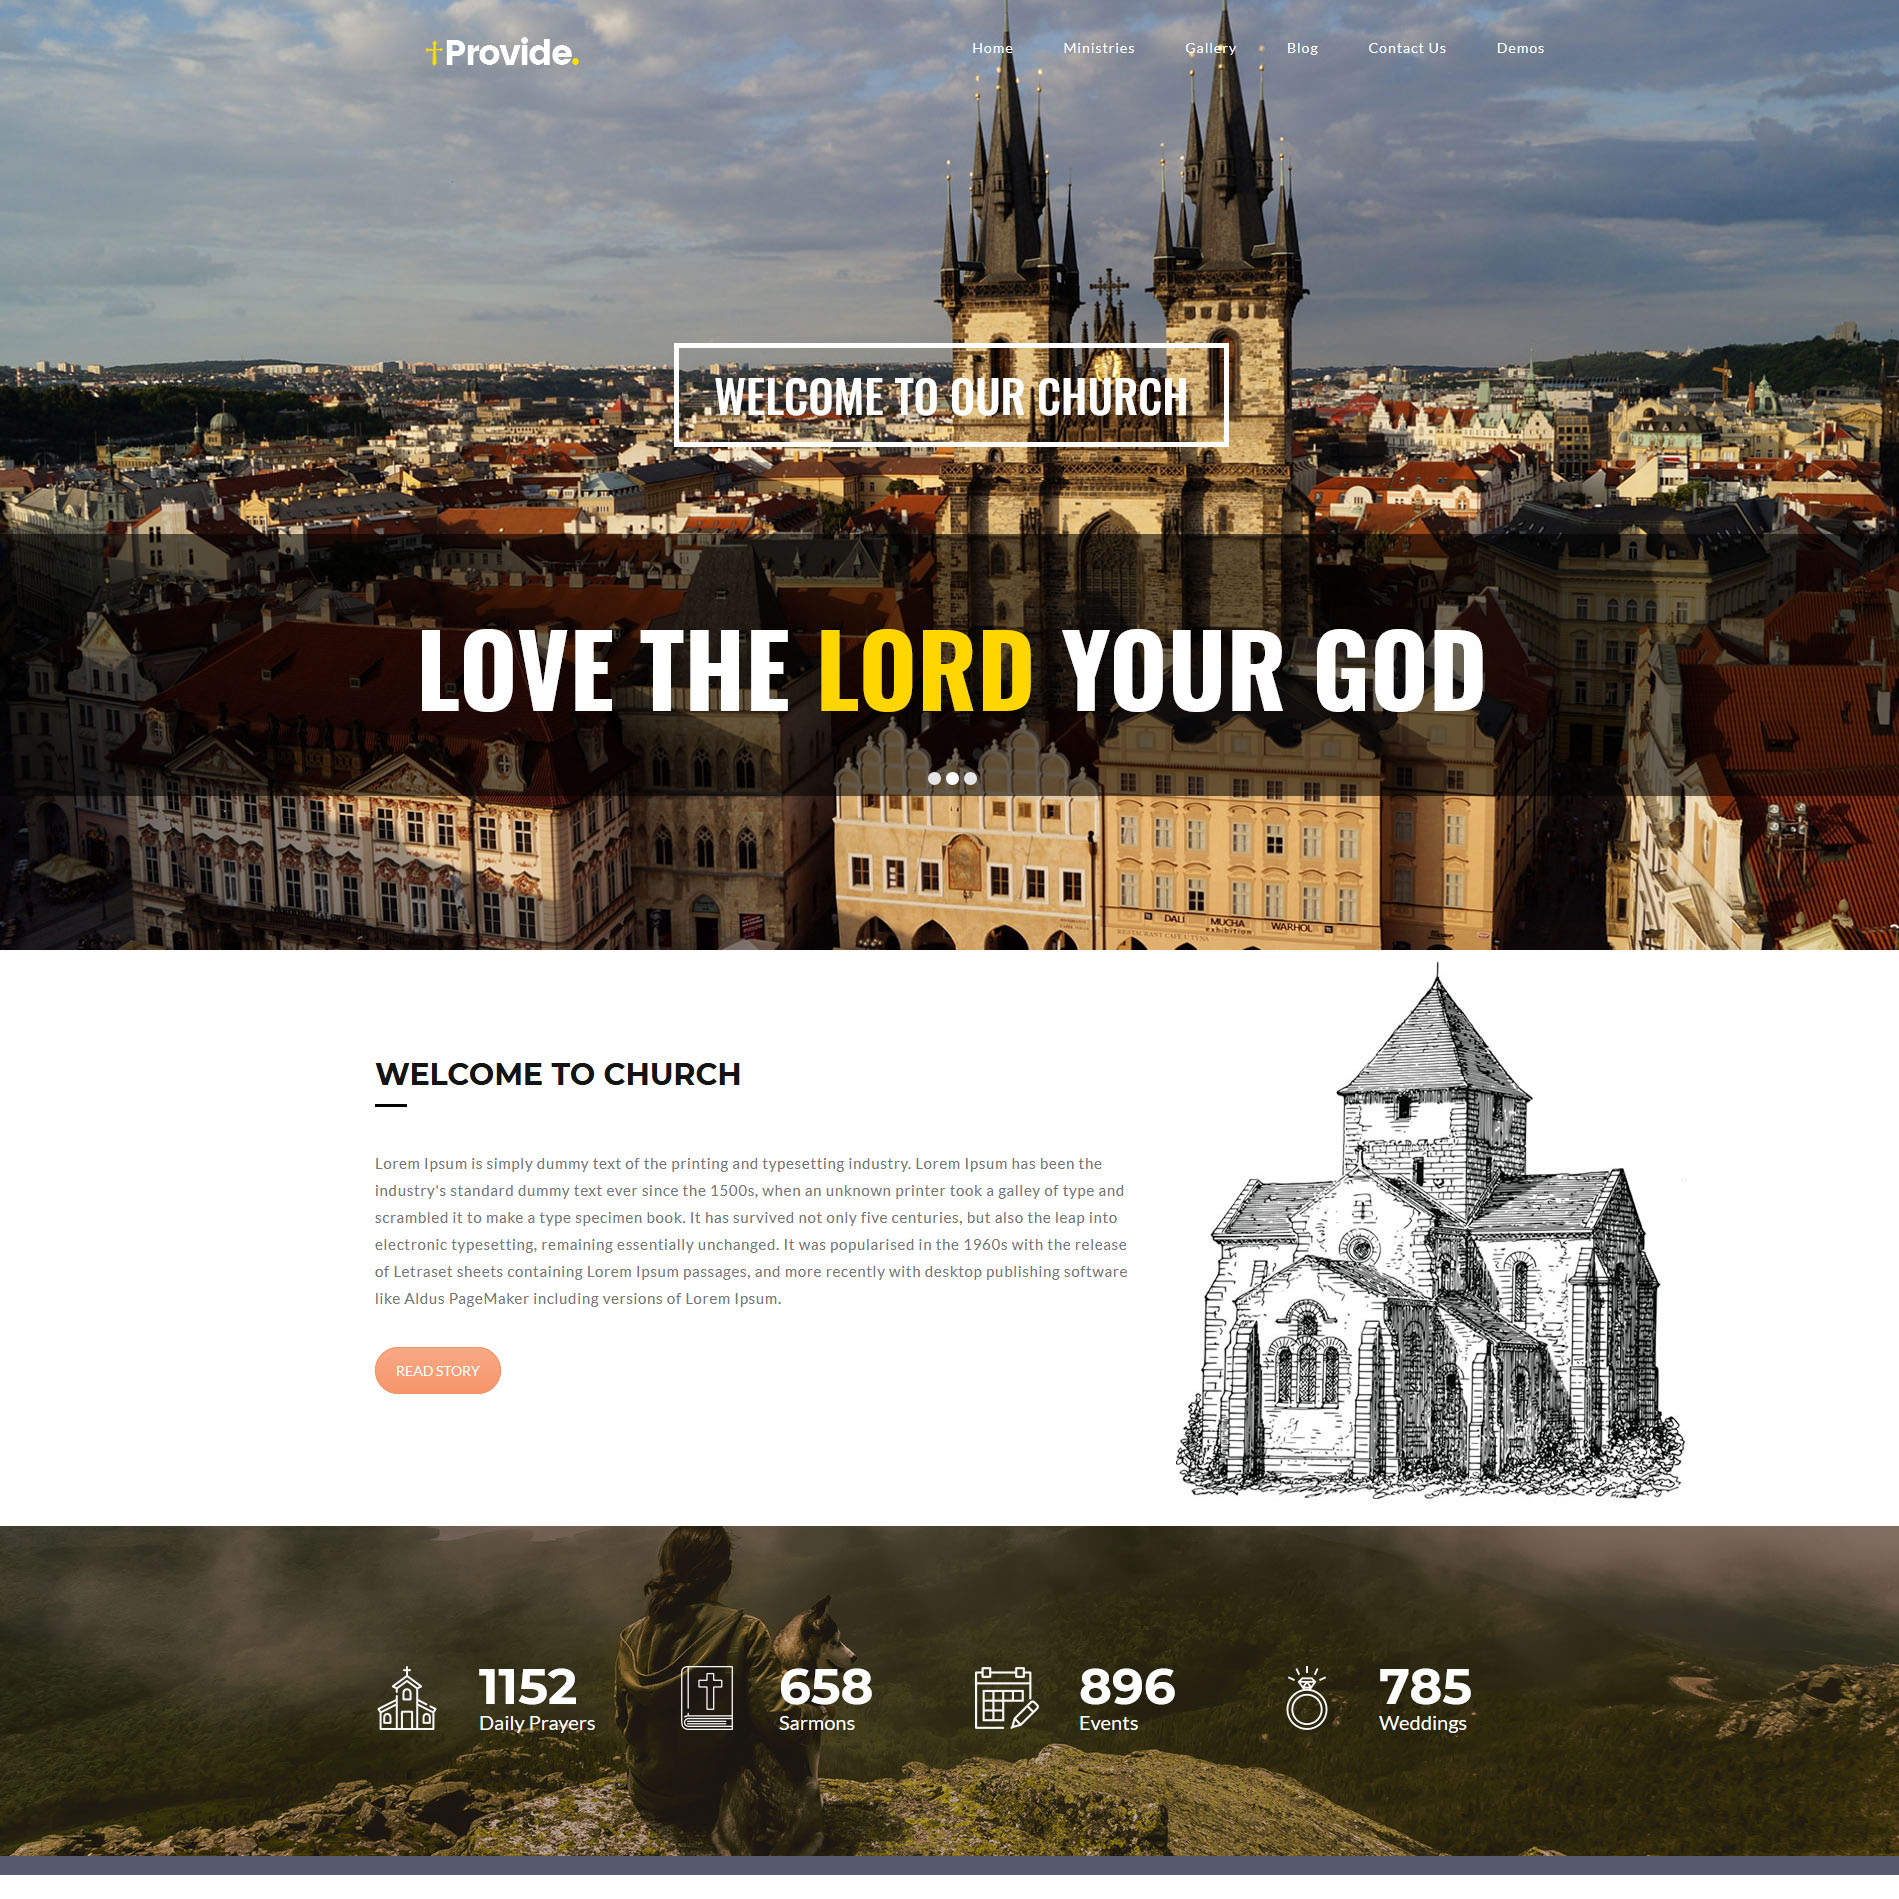 Provide.
Home Ministries Gallery Blog Contact Us Demos
WELCOME TO OUR CHURCH
LOVE THE LORD YOUR GOD
DALI MUCHA WARHOL
exhibition
RESTAURANT CAFE U TYNA
WELCOME TO CHURCH
Lorem Ipsum is simply dummy text of the printing and typesetting industry. Lorem Ipsum has been the
industry's standard dummy text ever since the 1500s, when an unknown printer took a galley of type and
scrambled it to make a type specimen book. It has survived not only five centuries, but also the leap into
electronic typesetting, remaining essentially unchanged. It was popularised in the 1960s with the release
of Letraset sheets containing Lorem Ipsum passages, and more recently with desktop publishing software
like Aldus PageMaker including versions of Lorem Ipsum.
READ STORY
1152
Daily Prayers
658
Sarmons
896
Events
785
Weddings